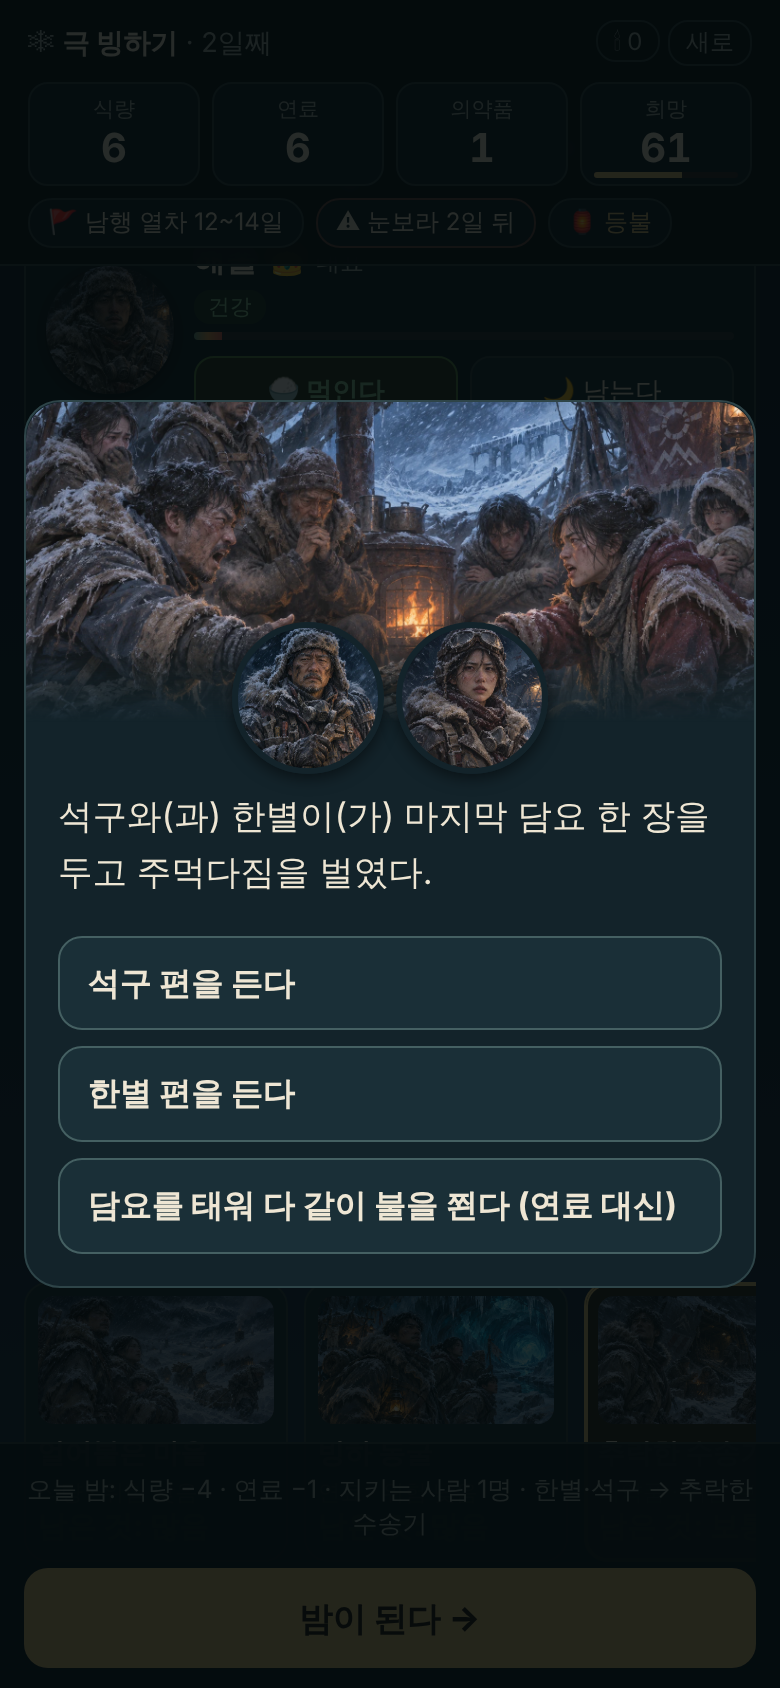 극 빙하기 · 2일째
0
새로
식량
연료
의약품
희망
6
6
1
61
남행 열차 12~14일
눈보라 2일 뒤
등불
건강
먹인다
남는다
석구와(과) 한별이(가) 마지막 담요 한 장을
두고 주먹다짐을 벌였다.
석구 편을 든다
한별 편을 든다
담요를 태워 다 같이 불을 쬔다 (연료 대신)
오늘 밤: 식량 −4 · 연료 −1 · 지키는 사람 1명 · 한별·석구 → 추락한
수송기
밤이 된다 →